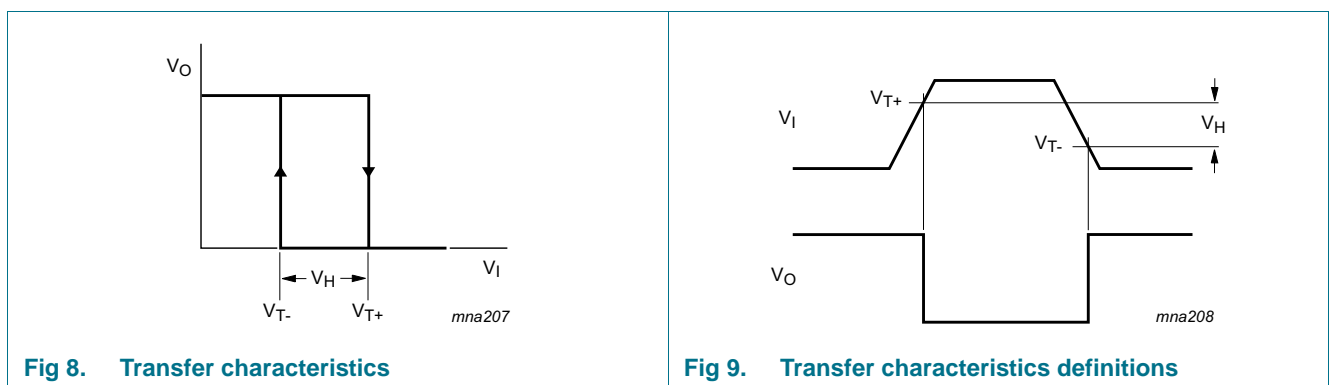 VO
VH
VI
VT-
VT+
mna207
Fig 8. Transfer characteristics
VT+
VI
VH
VT-
VO
mna208
Fig 9. Transfer characteristics definitions